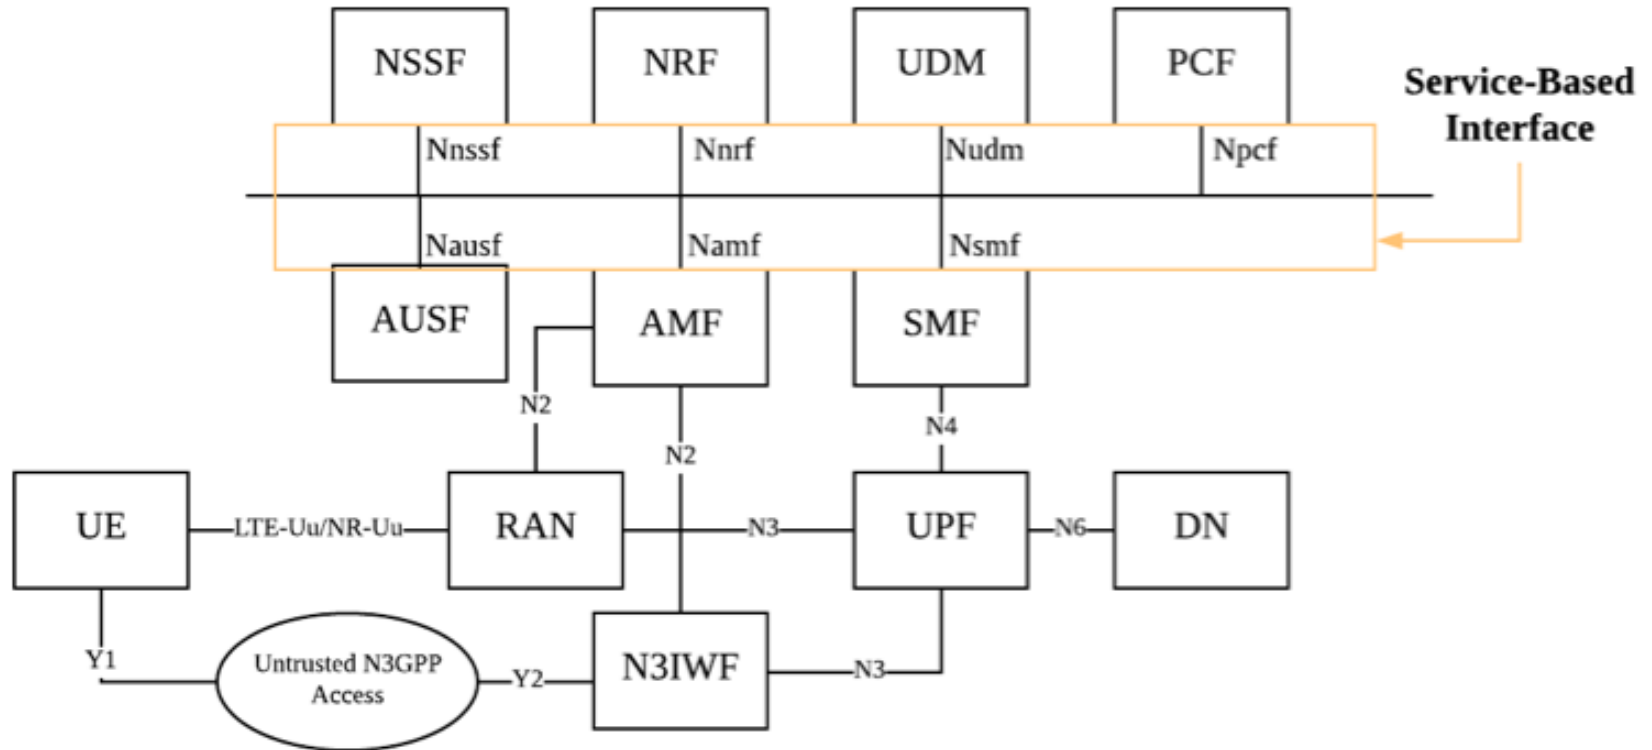 NSSF
NRF
UDM
PCF
Service-Based
Interface
Nnssf
Nnrf
Nudm
Npcf
Nausf
Namf
Nsmf
AUSF
AMF
SMF
N2
N4
N2
UE
LTE-Uu/NR-Uu
RAN
N3
UPF
N6
DN
Y1
Untrusted N3GPP
Access
Y2
N3IWF
N3